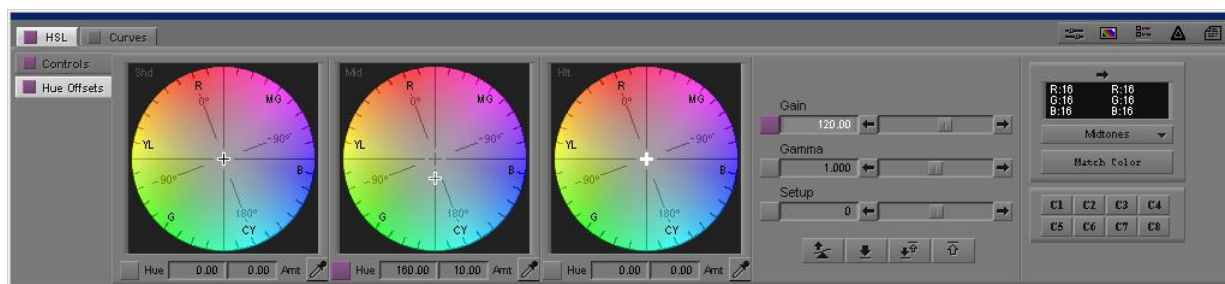 HSL Curves
Controls
Hue Offsets
Shd
R
0°
MG
-90°
YL
B
90°
G
180°
CY
Hue 0.00 0.00 Amt
Mid
R
0°
MG
-90°
YL
B
90°
G
180°
CY
Hue 160.00 10.00 Amt
Hlt
R
0°
MG
-90°
YL
B
90°
G
180°
CY
Hue 0.00 0.00 Amt
Gain
120.00
Gamma
1.000
Setup
0
R:16 R:16
G:16 G:16
B:16 B:16
Midtones
Match Color
C1 C2 C3 C4
C5 C6 C7 C8